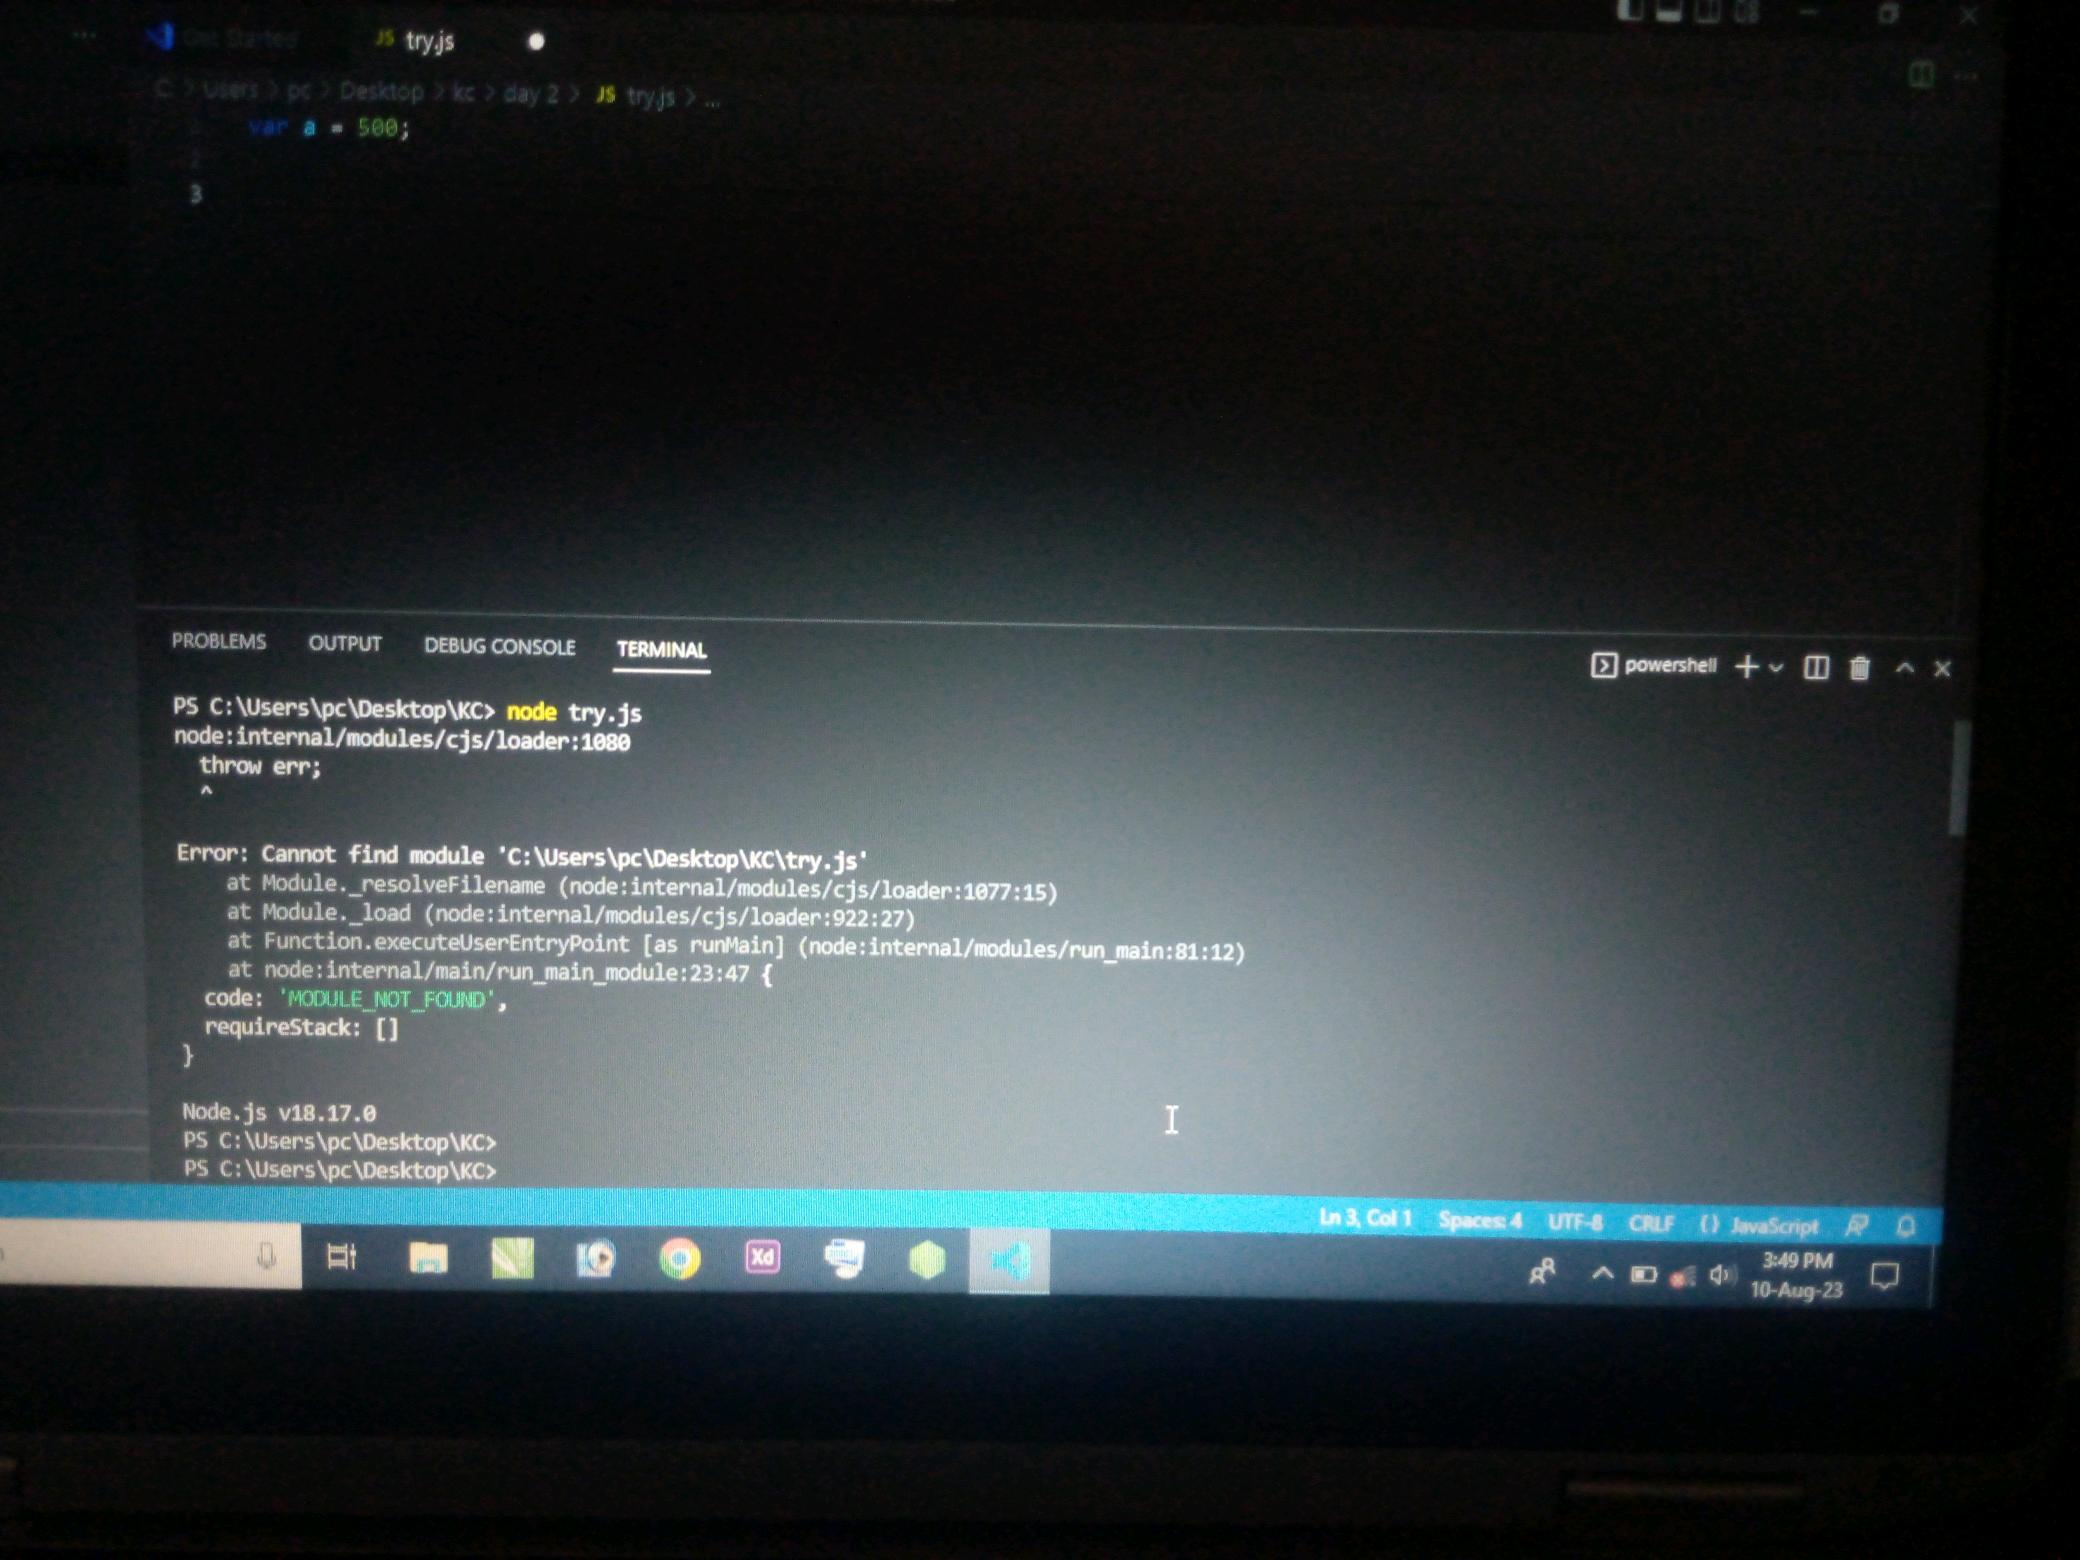 Get Started
JS try.js
C > Users > pc > Desktop > kc > day 2 > JS try.js > ...
var a = 500;
2
3
PROBLEMS OUTPUT DEBUG CONSOLE TERMINAL
powershell
PS C:\Users\pc\Desktop\KC> node try.js
node:internal/modules/cjs/loader:1080
throw err;
^
Error: Cannot find module 'C:\Users\pc\Desktop\KC\try.js'
at Module._resolveFilename (node:internal/modules/cjs/loader:1077:15)
at Module._load (node:internal/modules/cjs/loader:922:27)
at Function.executeUserEntryPoint [as runMain] (node:internal/modules/run_main:81:12)
at node:internal/main/run_main_module:23:47 {
code: 'MODULE_NOT_FOUND',
requireStack: []
}
Node.js v18.17.0
PS C:\Users\pc\Desktop\KC>
PS C:\Users\pc\Desktop\KC>
Ln 3, Col 1 Spaces: 4 UTF-8 CRLF {} JavaScript
Xd
3:49 PM
10-Aug-23